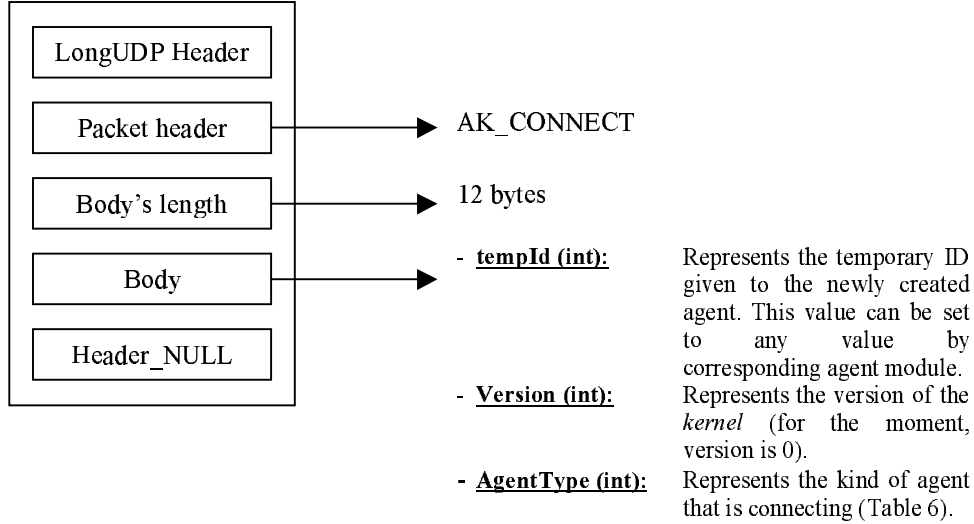 LongUDP Header
Packet header
AK_CONNECT
Body's length
12 bytes
Body
Header_NULL
- tempId (int):
Represents the temporary ID
given to the newly created
agent. This value can be set
to any value by
corresponding agent module.
- Version (int):
Represents the version of the
kernel (for the moment,
version is 0).
- AgentType (int):
Represents the kind of agent
that is connecting (Table 6).